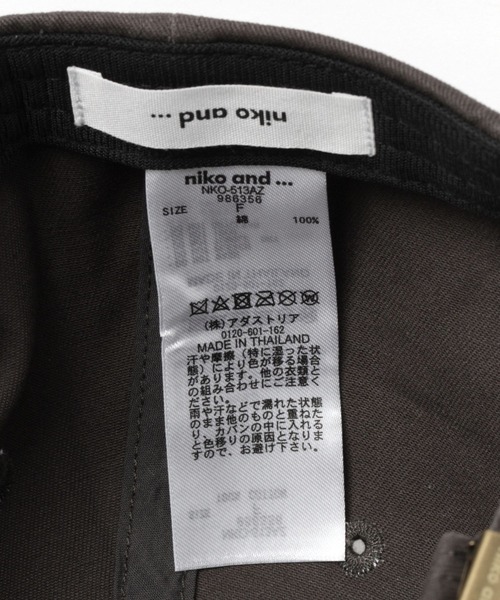 niko and ...
niko and ...
NKO-513AZ
986356
SIZE F
綿 100%
(株) アダストリア
0120-601-162
MADE IN THAILAND
汗や摩擦（特に湿った状
態）により色が移る場合
があります。他の衣類と
の組み合わせにご注意く
ださい。
雨や汗などで濡れた状態
のまま他のものと重ねた
り、カバンの中に入れる
と色移りの原因となりま
すので、お避けください。